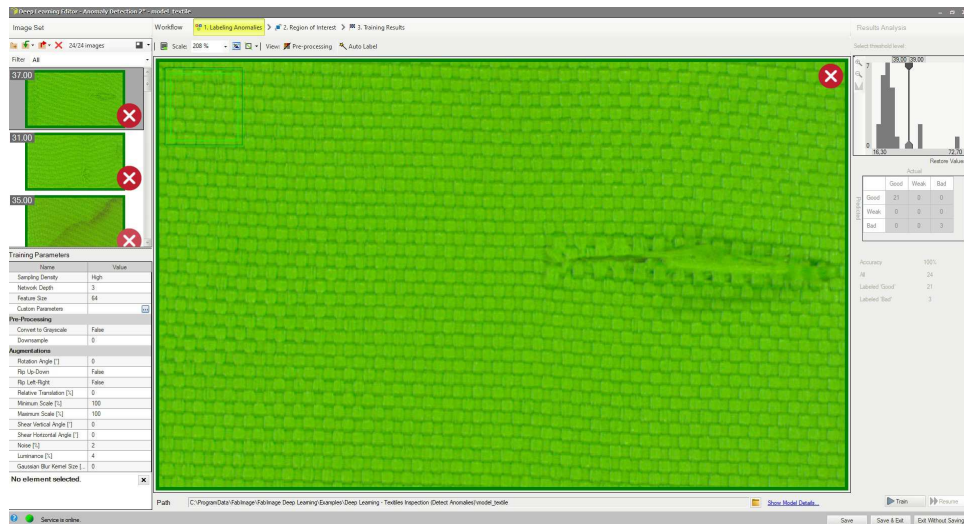 Deep Learning Editor - Anomaly Detection 2* - model_textile
Image Set
Workflow
1. Labeling Anomalies
2. Region of Interest
3. Training Results
Results Analysis
24/24 images
Scale: 208 %
View:
Pre-processing
Auto Label
Select threshold level:
Filter All
37.00
31.00
35.00
39,00 39,00
7
0
16.30 72.70
Restore Value
Actual
Good Weak Bad
Predicted
Good 21 0 0
Weak 0 0 0
Bad 0 0 3
Accuracy 100%
All 24
Labeled 'Good' 21
Labeled 'Bad' 3
Training Parameters
Name Value
Sampling Density High
Network Depth 3
Feature Size 64
Custom Parameters
Pre-Processing
Convert to Grayscale False
Downsample 0
Augmentations
Rotation Angle [°] 0
Flip Up-Down False
Flip Left-Right False
Relative Translation [%] 0
Minimum Scale [%] 100
Maximum Scale [%] 100
Shear Vertical Angle [°] 0
Shear Horizontal Angle [°] 0
Noise [%] 2
Luminance [%] 4
Gaussian Blur Kernel Size [... 0
No element selected.
Path C:\ProgramData\FabImage\FabImage Deep Learning\Examples\Deep Learning - Textiles Inspection (Detect Anomalies)\model_textile
Show Model Details...
Train
Resume
Service is online.
Save
Save & Exit
Exit Without Saving